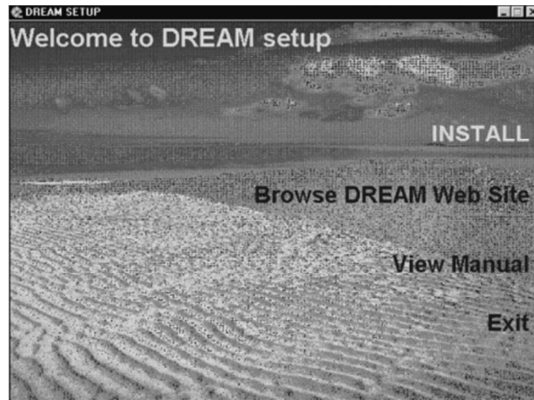 DREAM SETUP
Welcome to DREAM setup
INSTALL
Browse DREAM Web Site
View Manual
Exit